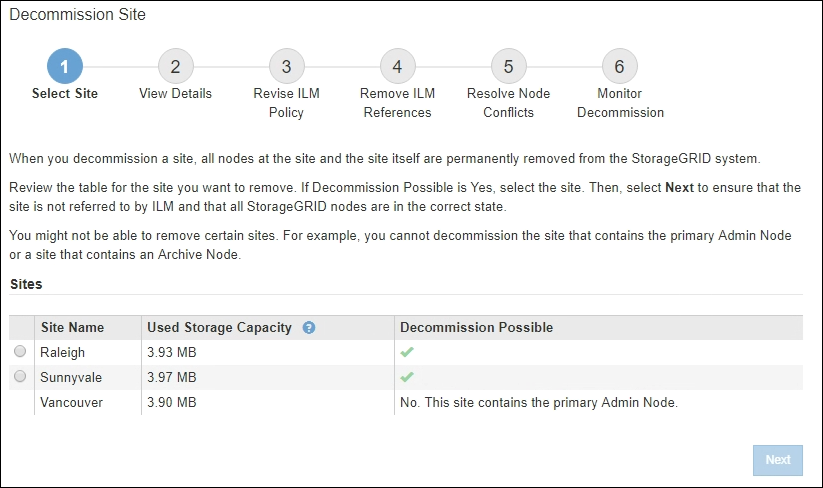 Decommission Site
1 2 3 4 5 6
Select Site View Details Revise ILM Remove ILM Resolve Node Monitor
Policy References Conflicts Decommission
When you decommission a site, all nodes at the site and the site itself are permanently removed from the StorageGRID system.
Review the table for the site you want to remove. If Decommission Possible is Yes, select the site. Then, select Next to ensure that the
site is not referred to by ILM and that all StorageGRID nodes are in the correct state.
You might not be able to remove certain sites. For example, you cannot decommission the site that contains the primary Admin Node
or a site that contains an Archive Node.
Sites
Site Name Used Storage Capacity ? Decommission Possible
Raleigh 3.93 MB ✔
Sunnyvale 3.97 MB ✔
Vancouver 3.90 MB No. This site contains the primary Admin Node.
Next